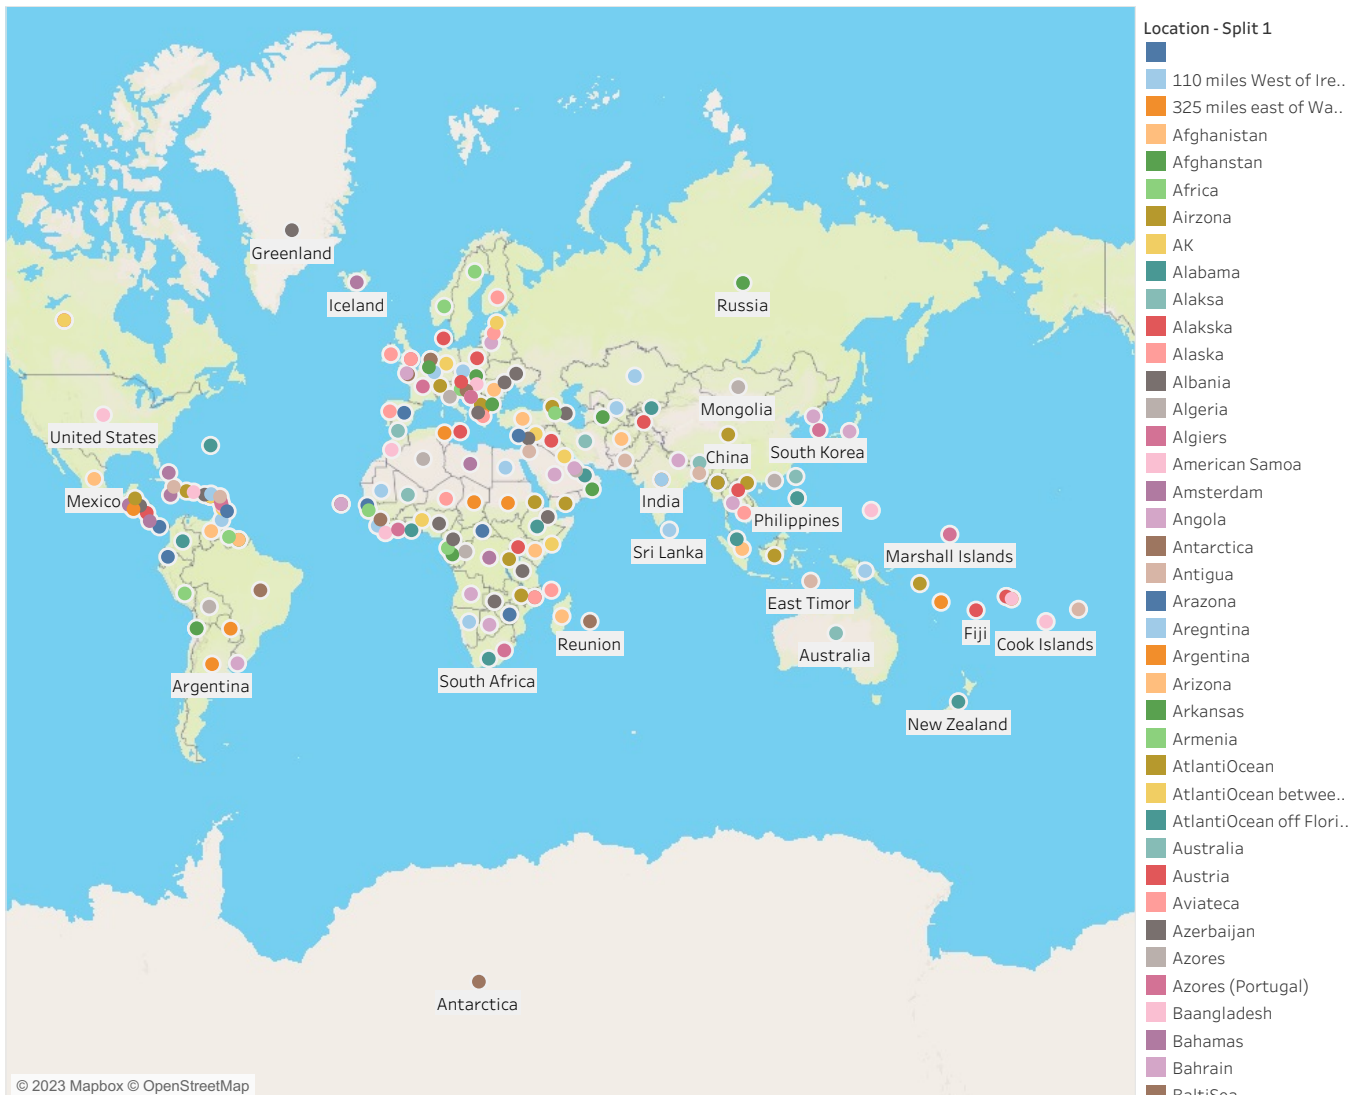 Location - Split 1
110 miles West of Ire..
325 miles east of Wa..
Afghanistan
Afghanstan
Africa
Airzona
AK
Alabama
Alaksa
Alakska
Alaska
Albania
Algeria
Algiers
American Samoa
Amsterdam
Angola
Antarctica
Antigua
Arazona
Aregntina
Argentina
Arizona
Arkansas
Armenia
AtlantiOcean
AtlantiOcean betwee..
AtlantiOcean off Flori..
Australia
Austria
Aviateca
Azerbaijan
Azores
Azores (Portugal)
Baangladesh
Bahamas
Bahrain
BaltiSea
Greenland
Iceland
Russia
Mongolia
United States
South Korea
China
Mexico
India
Philippines
Sri Lanka
Marshall Islands
East Timor
Fiji
Cook Islands
Reunion
Australia
South Africa
Argentina
New Zealand
Antarctica
© 2023 Mapbox © OpenStreetMap